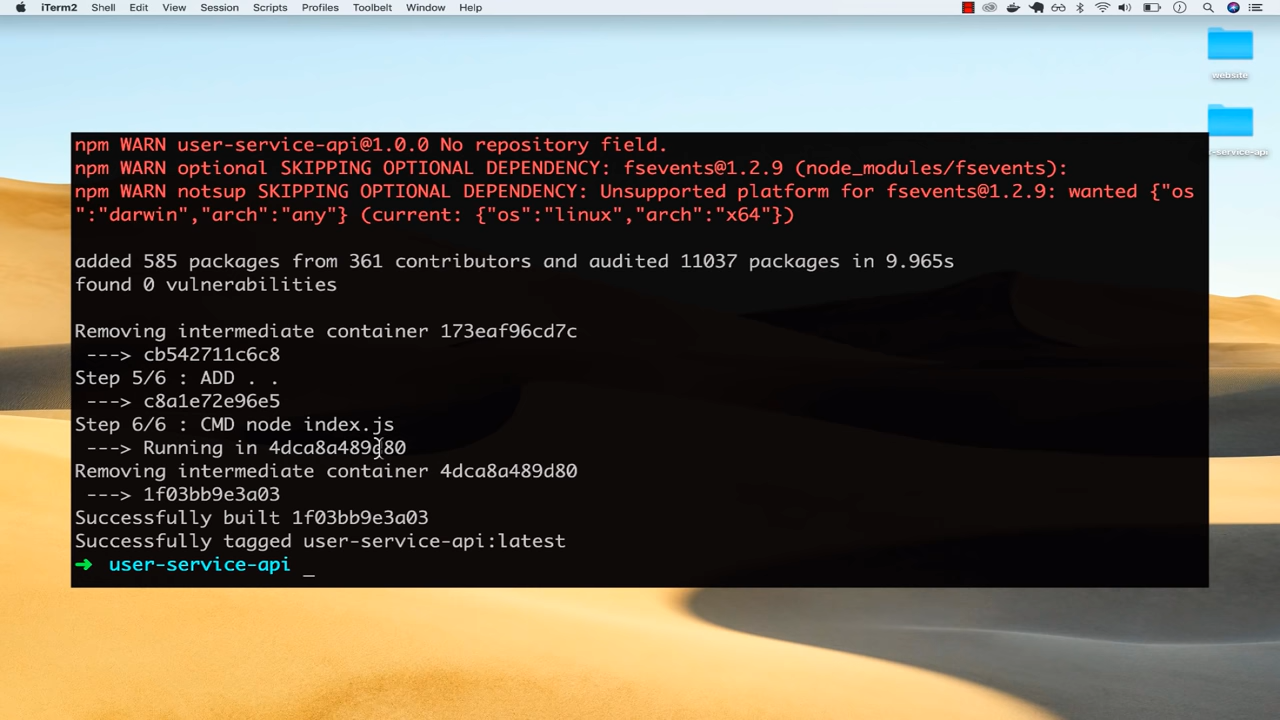 iTerm2 Shell Edit View Session Scripts Profiles Toolbelt Window Help
website
-service-api
npm WARN user-service-api@1.0.0 No repository field.
npm WARN optional SKIPPING OPTIONAL DEPENDENCY: fsevents@1.2.9 (node_modules/fsevents):
npm WARN notsup SKIPPING OPTIONAL DEPENDENCY: Unsupported platform for fsevents@1.2.9: wanted {"os
":"darwin","arch":"any"} (current: {"os":"linux","arch":"x64"})
added 585 packages from 361 contributors and audited 11037 packages in 9.965s
found 0 vulnerabilities
Removing intermediate container 173eaf96cd7c
---> cb542711c6c8
Step 5/6 : ADD . .
---> c8a1e72e96e5
Step 6/6 : CMD node index.js
---> Running in 4dca8a489d80
Removing intermediate container 4dca8a489d80
---> 1f03bb9e3a03
Successfully built 1f03bb9e3a03
Successfully tagged user-service-api:latest
➜ user-service-api _